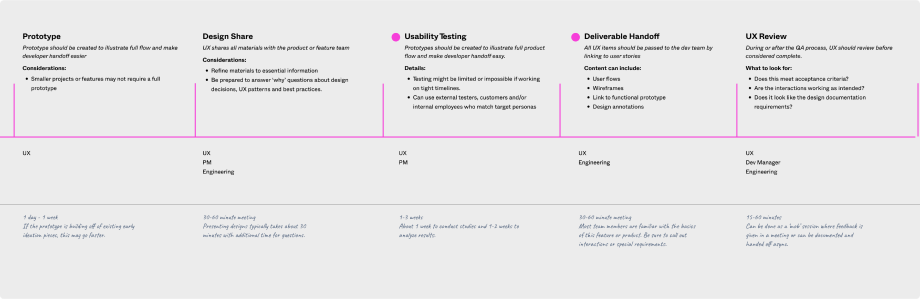 Prototype
Prototype should be created to illustrate full flow and make
developer handoff easier
Considerations:
• Smaller projects or features may not require a full
prototype
UX
1 day - 1 week
If the prototype is building off of existing early
ideation pieces, this may go faster.
Design Share
UX shares all materials with the product or feature team
Considerations:
• Refine materials to essential information
• Be prepared to answer 'why' questions about design
decisions, UX patterns and best practices.
UX
PM
Engineering
30-60 minute meeting
Presenting designs typically takes about 30
minutes with additional time for questions.
Usability Testing
Prototypes should be created to illustrate full product
flow and make developer handoff easy.
Details:
• Testing might be limited or impossible if working
on tight timelines.
• Can use external testers, customers and/or
internal employees who match target personas
UX
PM
1-3 weeks
About 1 week to conduct studies and 1-2 weeks to
analyze results.
Deliverable Handoff
All UX items should be passed to the dev team by
linking to user stories
Content can include:
• User flows
• Wireframes
• Link to functional prototype
• Design annotations
UX
Engineering
30-60 minute meeting
Most team members are familiar with the basics
of this feature or product. Be sure to call out
interactions or special requirements.
UX Review
During or after the QA process, UX should review before
considered complete.
What to look for:
• Does this meet acceptance criteria?
• Are the interactions working as intended?
• Does it look like the design documentation
requirements?
UX
Dev Manager
Engineering
15-60 minutes
Can be done as a 'mob' session where feedback is
given in a meeting or can be documented and
handed off async.